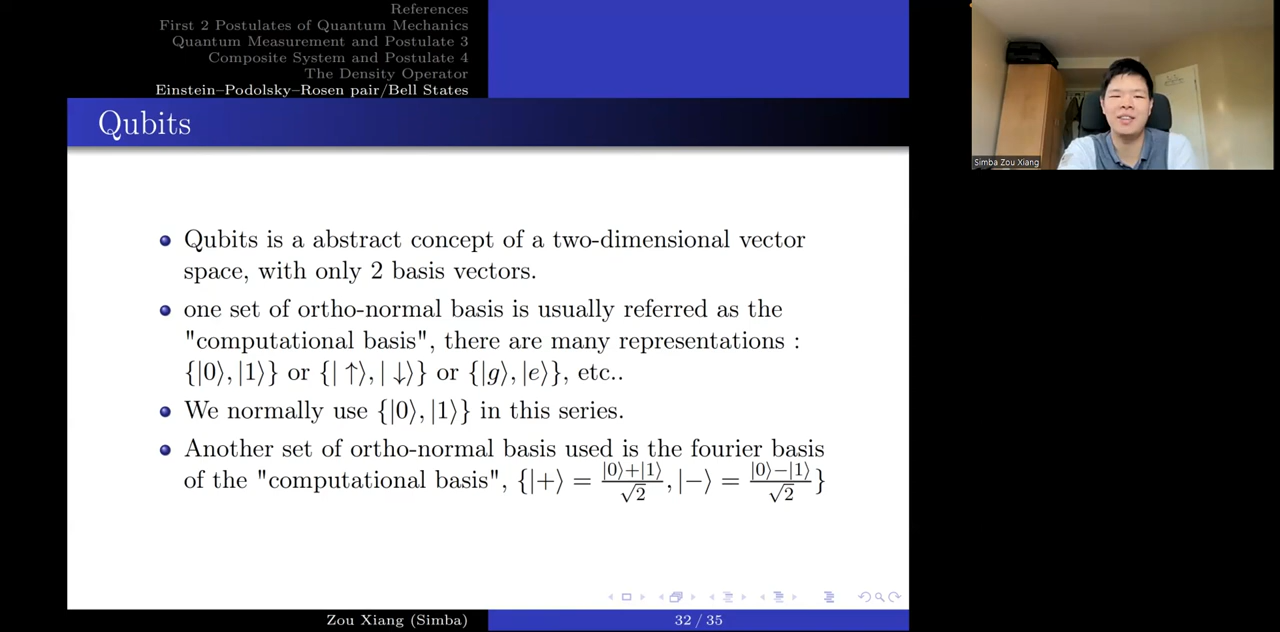 References
First 2 Postulates of Quantum Mechanics
Quantum Measurement and Postulate 3
Composite System and Postulate 4
The Density Operator
Einstein–Podolsky–Rosen pair/Bell States
Qubits
Qubits is a abstract concept of a two-dimensional vector
space, with only 2 basis vectors.
one set of ortho-normal basis is usually referred as the
"computational basis", there are many representations :
{|0⟩, |1⟩} or {| ↑⟩, | ↓⟩} or {|g⟩, |e⟩}, etc..
We normally use {|0⟩, |1⟩} in this series.
Another set of ortho-normal basis used is the fourier basis
of the "computational basis", {|+⟩ = |0⟩+|1⟩/√2, |−⟩ = |0⟩−|1⟩/√2}
Zou Xiang (Simba)
32 / 35
Simba Zou Xiang